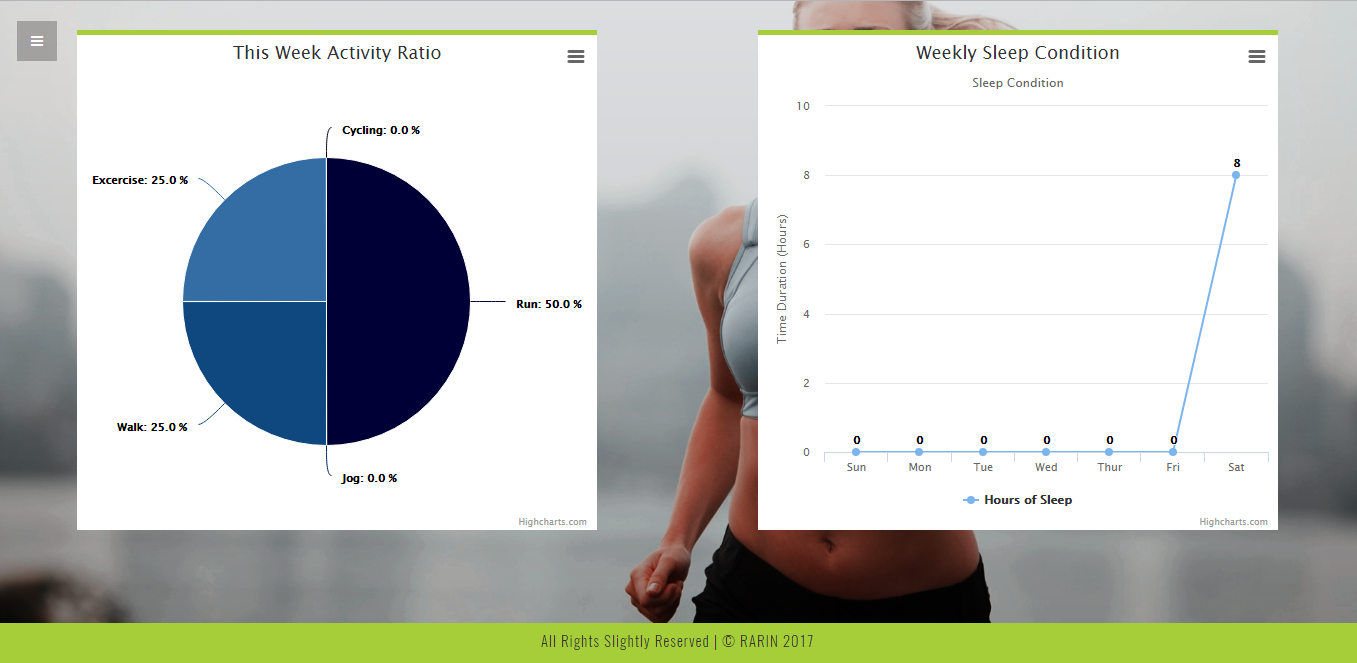 This Week Activity Ratio
Cycling: 0.0 %
Excercise: 25.0 %
Run: 50.0 %
Walk: 25.0 %
Jog: 0.0 %
Highcharts.com
Weekly Sleep Condition
Sleep Condition
Time Duration (Hours)
10
8
6
4
2
0
8
0 0 0 0 0 0
Sun Mon Tue Wed Thur Fri Sat
Hours of Sleep
Highcharts.com
All Rights Slightly Reserved | © RARIN 2017